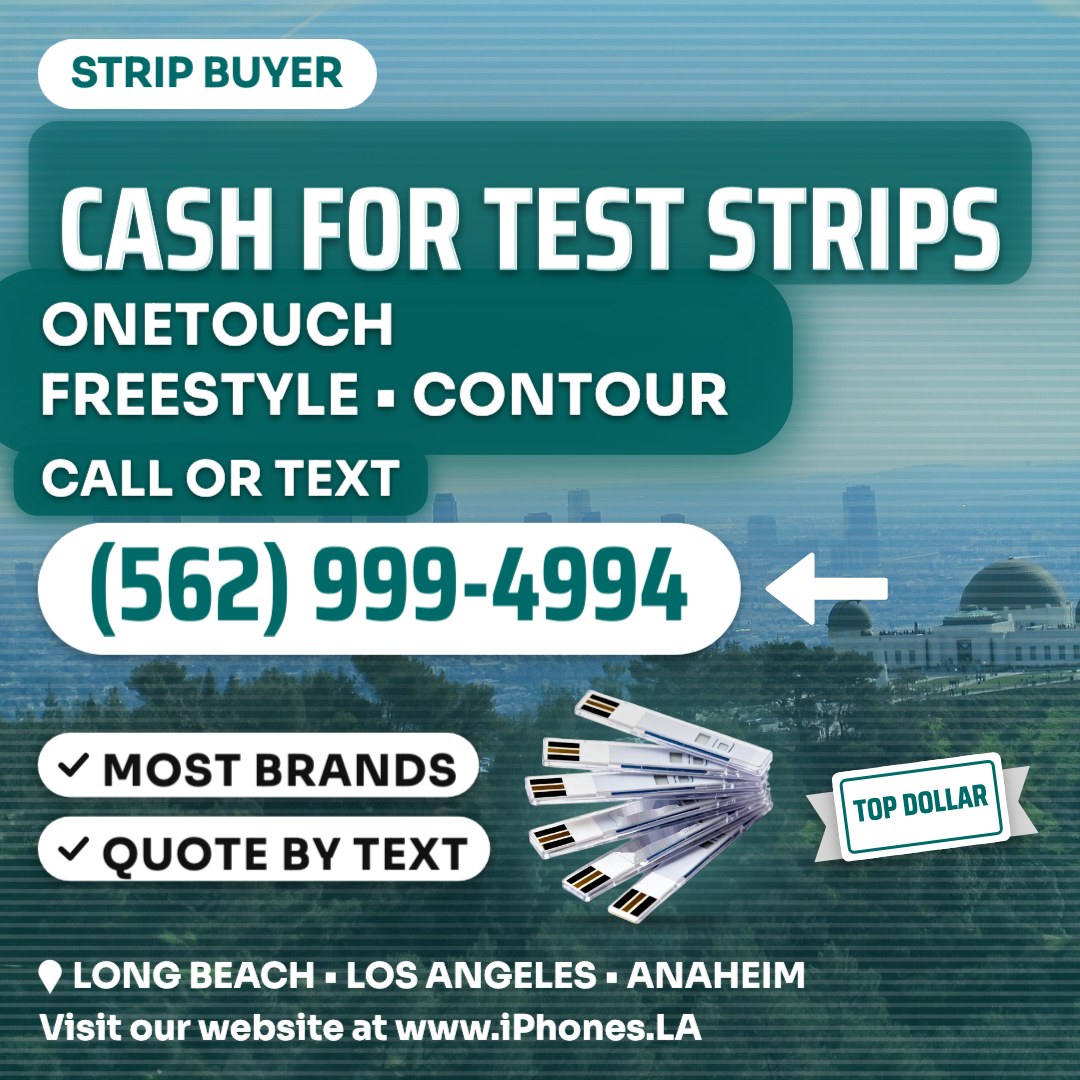 STRIP BUYER
CASH FOR TEST STRIPS
ONETOUCH
FREESTYLE ▪ CONTOUR
CALL OR TEXT
(562) 999-4994
✓ MOST BRANDS
✓ QUOTE BY TEXT
TOP DOLLAR
LONG BEACH ▪ LOS ANGELES ▪ ANAHEIM
Visit our website at www.iPhones.LA